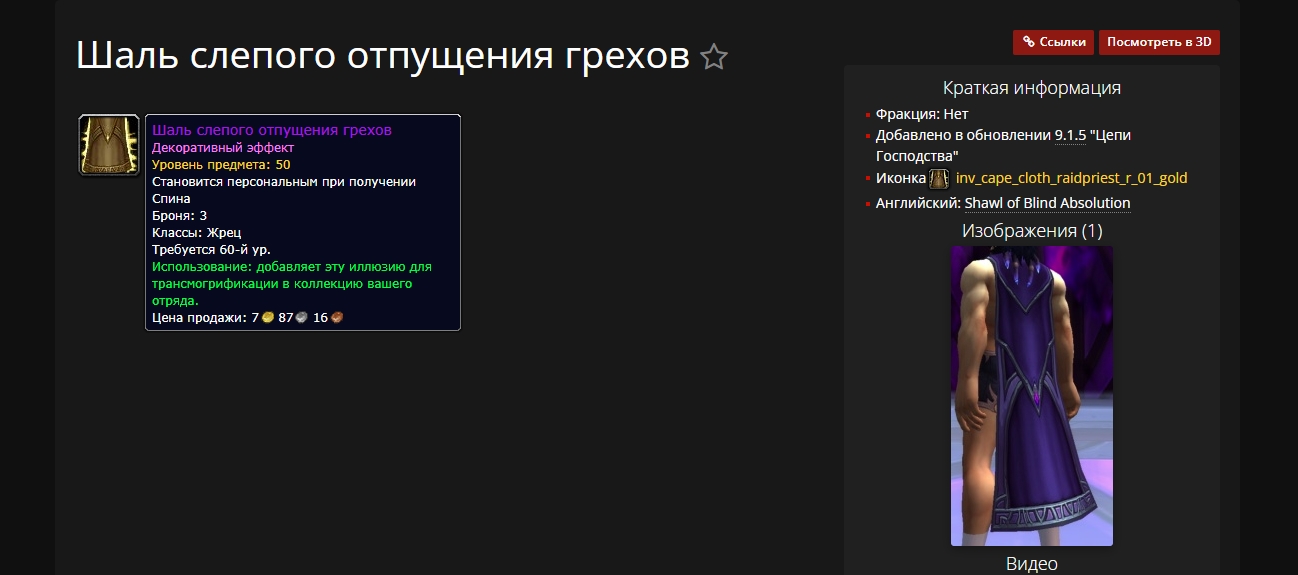 Шаль слепого отпущения грехов
Ссылки
Посмотреть в 3D
Шаль слепого отпущения грехов
Декоративный эффект
Уровень предмета: 50
Становится персональным при получении
Спина
Броня: 3
Классы: Жрец
Требуется 60-й ур.
Использование: добавляет эту иллюзию для
трансмогрификации в коллекцию вашего
отряда.
Цена продажи: 7 87 16
Краткая информация
Фракция: Нет
Добавлено в обновлении 9.1.5 "Цепи
Господства"
Иконка inv_cape_cloth_raidpriest_r_01_gold
Английский: Shawl of Blind Absolution
Изображения (1)
Видео